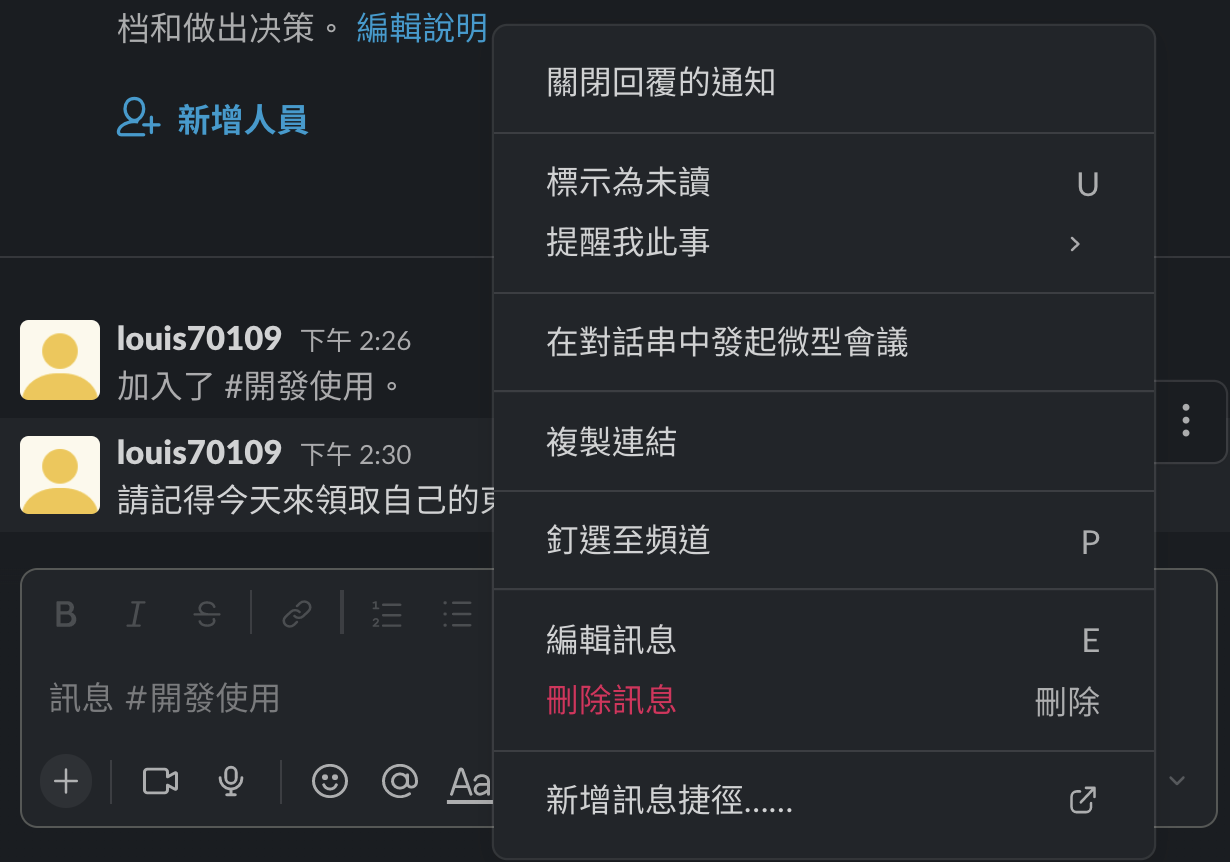 档和做出决策。 編輯說明
新增人員
louis70109 下午 2:26
加入了 #開發使用。
louis70109 下午 2:30
請記得今天來領取自己的
B I S
訊息 #開發使用
Aa
關閉回覆的通知
標示為未讀 U
提醒我此事
在對話串中發起微型會議
複製連結
釘選至頻道 P
編輯訊息 E
刪除訊息 刪除
新增訊息捷徑……